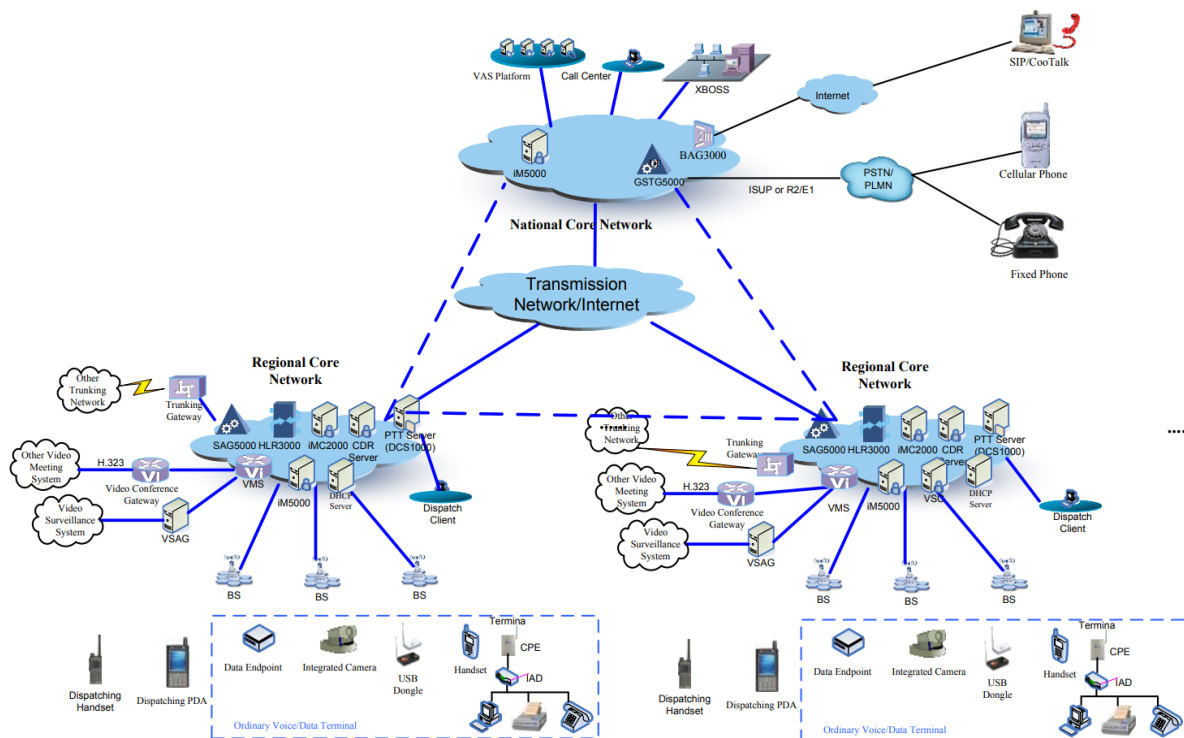 VAS Platform
Call Center
XBOSS
SIP/CooTalk
Internet
BAG3000
iM5000
GSTG5000
ISUP or R2/E1
PSTN/
PLMN
Cellular Phone
National Core Network
Fixed Phone
Transmission
Network/Internet
Regional Core
Network
Other
Trunking
Network
Trunking
Gateway
SAG5000
HLR3000
iMC2000
CDR
Server
PTT Server
(DCS1000)
Other Video
Meeting
System
H.323
Video Conference
Gateway
VMS
iM5000
DHCP
Server
Video
Surveillance
System
VSAG
Dispatch
Client
BS
BS
BS
Regional Core
Network
Other
Trunking
Network
Trunking
Gateway
SAG5000
HLR3000
iMC2000
CDR
Server
PTT Server
(DCS1000)
.....
Other Video
Meeting
System
H.323
Video Conference
Gateway
VMS
iM5000
VSG
DHCP
Server
Video
Surveillance
System
VSAG
Dispatch
Client
BS
BS
BS
Dispatching
Handset
Dispatching PDA
Data Endpoint
Integrated Camera
USB
Dongle
Handset
Termina
CPE
IAD
Ordinary Voice/Data Terminal
Dispatching
Handset
Dispatching PDA
Data Endpoint
Integrated Camera
USB
Dongle
Handset
Termina
CPE
IAD
Ordinary Voice/Data Terminal